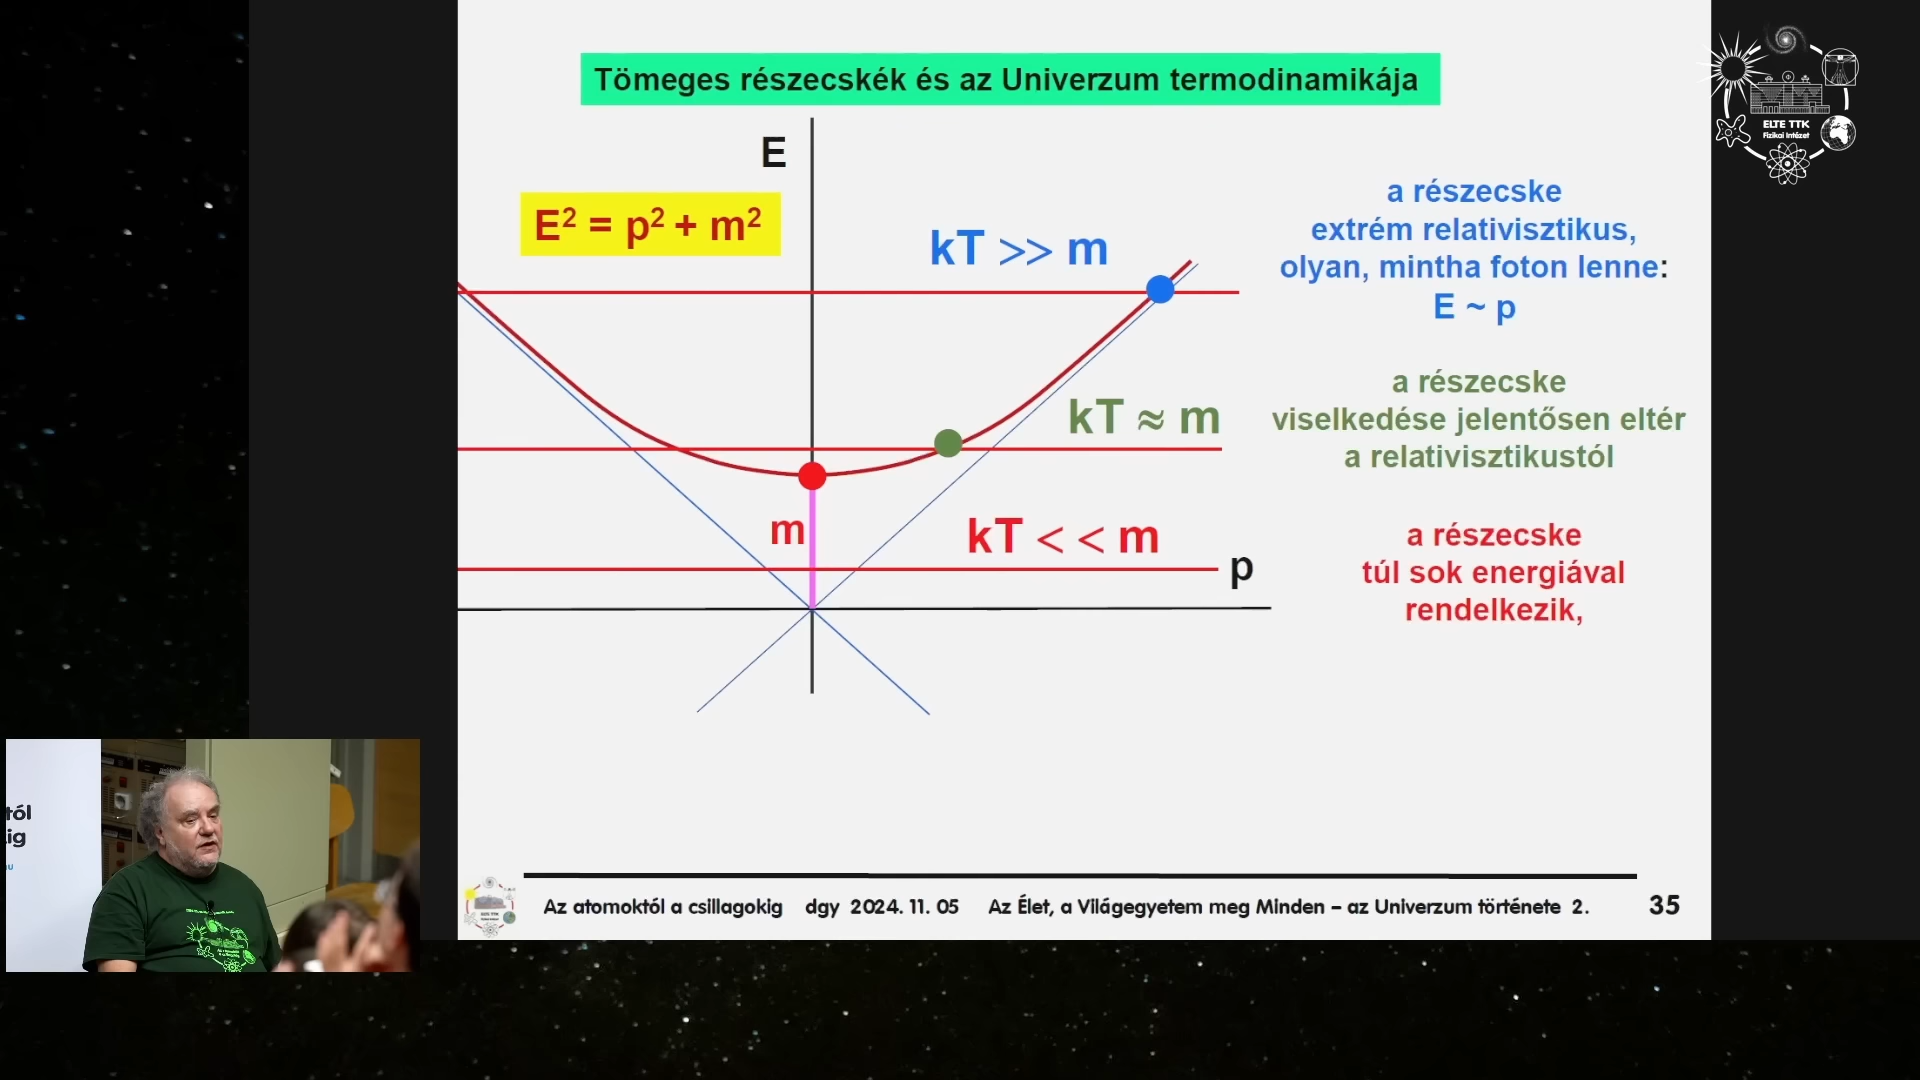 Tömeges részecskék és az Univerzum termodinamikája
ELTE TTK
Fizikai Intézet
E
E² = p² + m²
kT >> m
a részecske
extrém relativisztikus,
olyan, mintha foton lenne:
E ~ p
kT ≈ m
a részecske
viselkedése jelentősen eltér
a relativisztikustól
m
kT < < m
p
a részecske
túl sok energiával
rendelkezik,
tól
ig
Az atomoktól a csillagokig dgy 2024. 11. 05 Az Élet, a Világegyetem meg Minden – az Univerzum története 2. 35